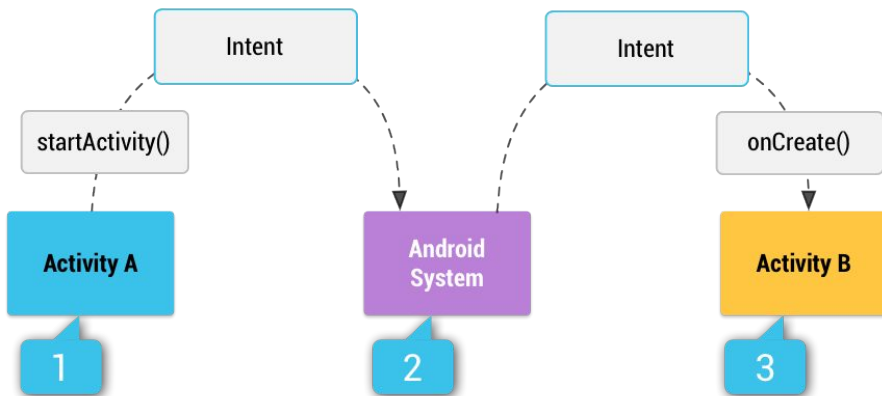 Intent
Intent
startActivity()
onCreate()
Activity A
Android
System
Activity B
1
2
3